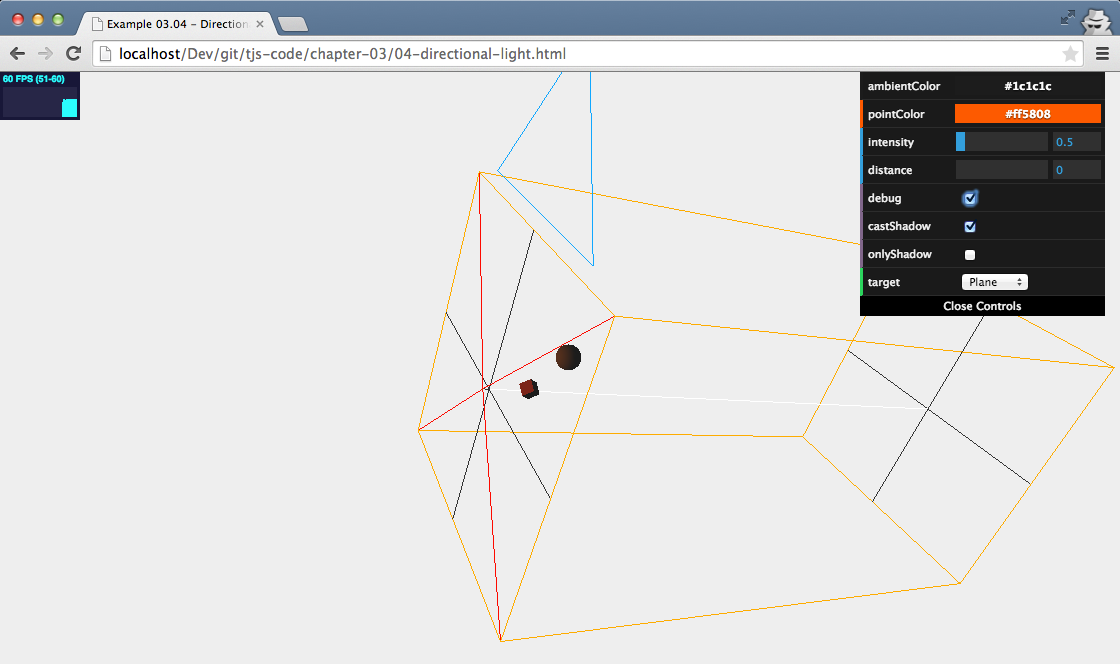 Example 03.04 – Direction
localhost/Dev/git/tjs-code/chapter-03/04-directional-light.html
60 FPS (51-60)
ambientColor #1c1c1c
pointColor #ff5808
intensity 0.5
distance 0
debug
castShadow
onlyShadow
target Plane
Close Controls